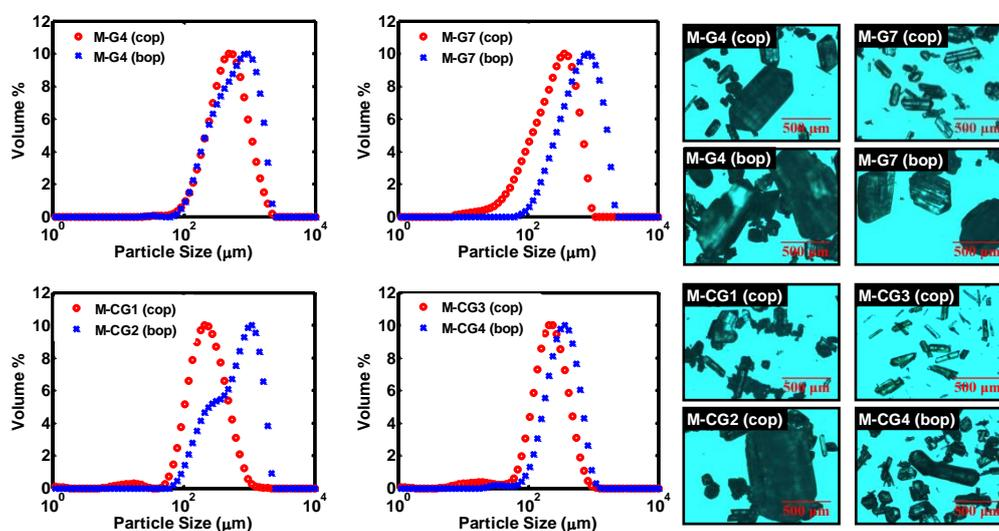 12
10
8
6
4
2
0
Volume %
M-G4 (cop)
M-G4 (bop)
10^0
10^2
10^4
Particle Size (μm)
12
10
8
6
4
2
0
Volume %
M-G7 (cop)
M-G7 (bop)
10^0
10^2
10^4
Particle Size (μm)
M-G4 (cop)
500 μm
M-G7 (cop)
500 μm
M-G4 (bop)
500 μm
M-G7 (bop)
500 μm
12
10
8
6
4
2
0
Volume %
M-CG1 (cop)
M-CG2 (bop)
10^0
10^2
10^4
Particle Size (μm)
12
10
8
6
4
2
0
Volume %
M-CG3 (cop)
M-CG4 (bop)
10^0
10^2
10^4
Particle Size (μm)
M-CG1 (cop)
500 μm
M-CG3 (cop)
500 μm
M-CG2 (cop)
500 μm
M-CG4 (bop)
500 μm